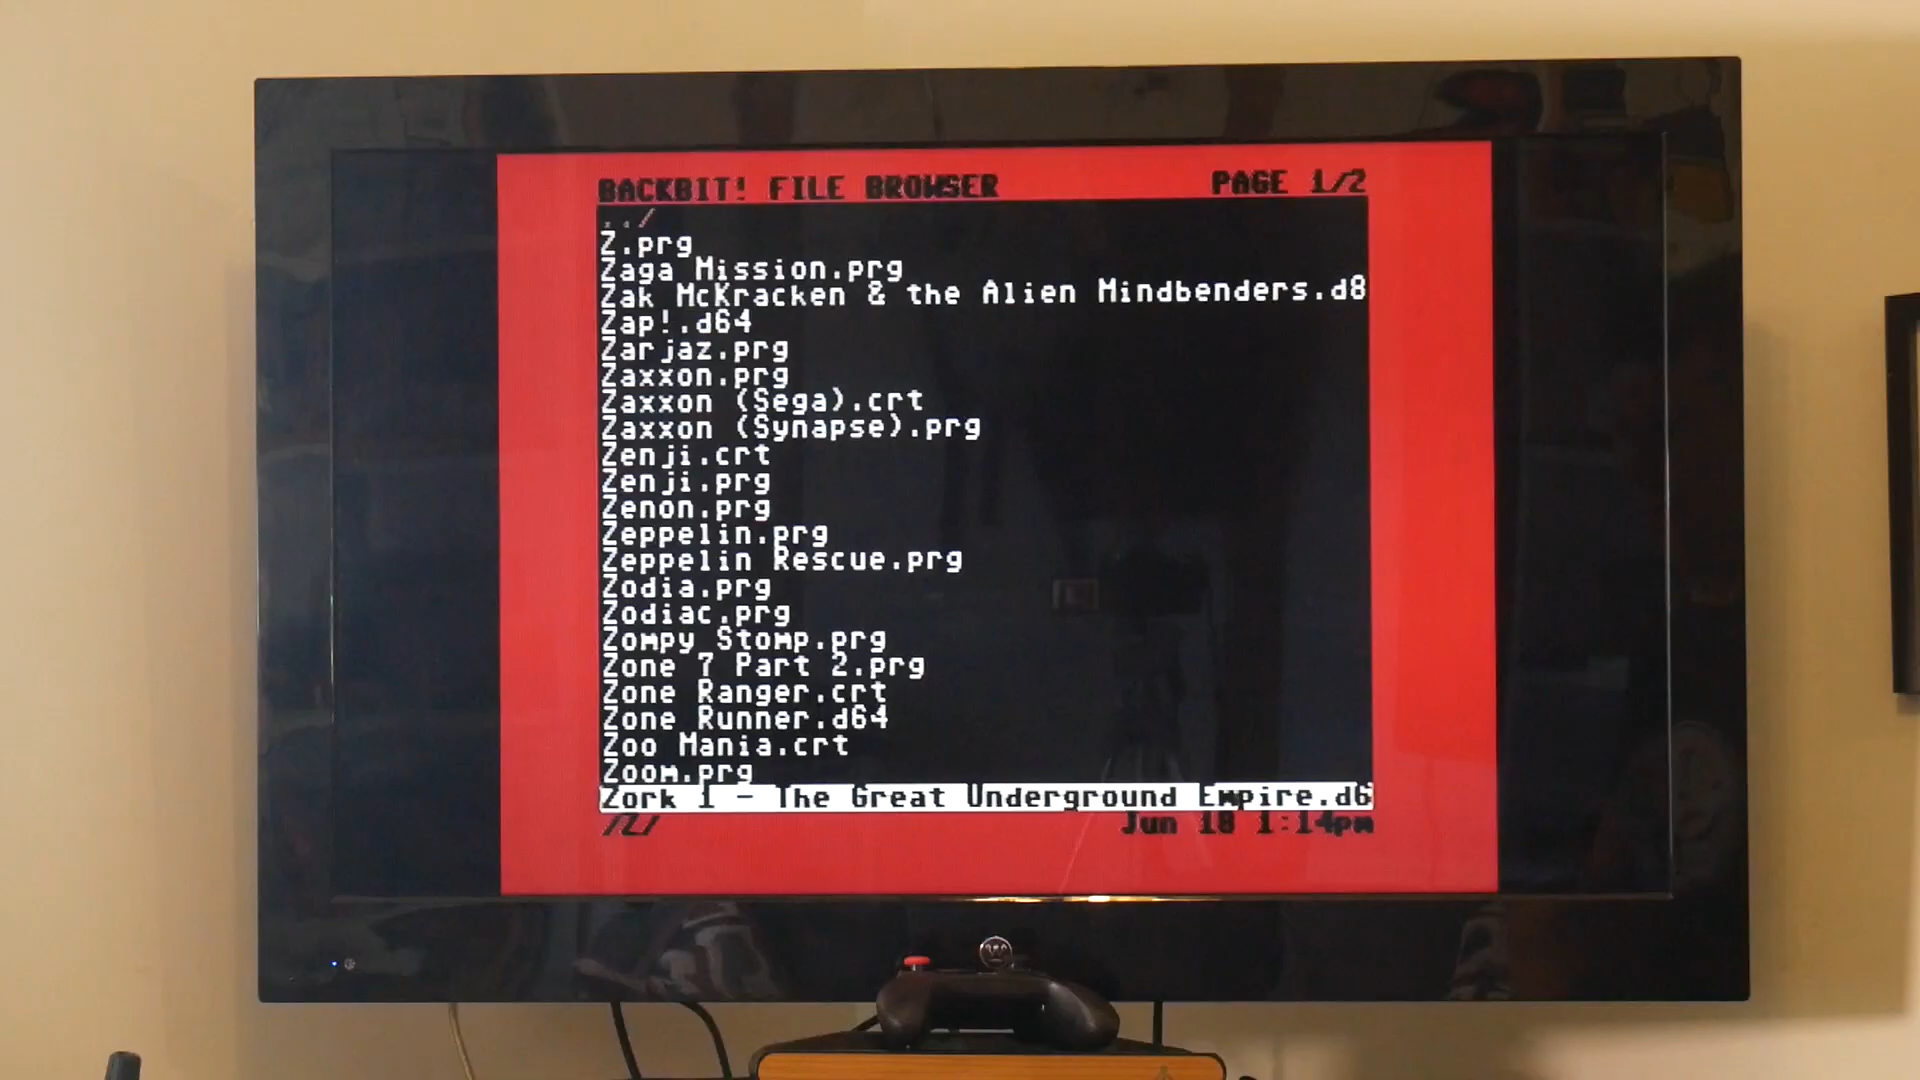 BACKBIT! FILE BROWSER PAGE 1/2
../
Z.prg
Zaga Mission.prg
Zak McKracken & the Alien Mindbenders.d8
Zap!.d64
Zarjaz.prg
Zaxxon.prg
Zaxxon (Sega).crt
Zaxxon (Synapse).prg
Zenji.crt
Zenji.prg
Zenon.prg
Zeppelin.prg
Zeppelin Rescue.prg
Zodia.prg
Zodiac.prg
Zompy Stomp.prg
Zone 7 Part 2.prg
Zone Ranger.crt
Zone Runner.d64
Zoo Mania.crt
Zoom.prg
Zork 1 - The Great Underground Empire.d6
/Z/ Jun 18 1:14pm